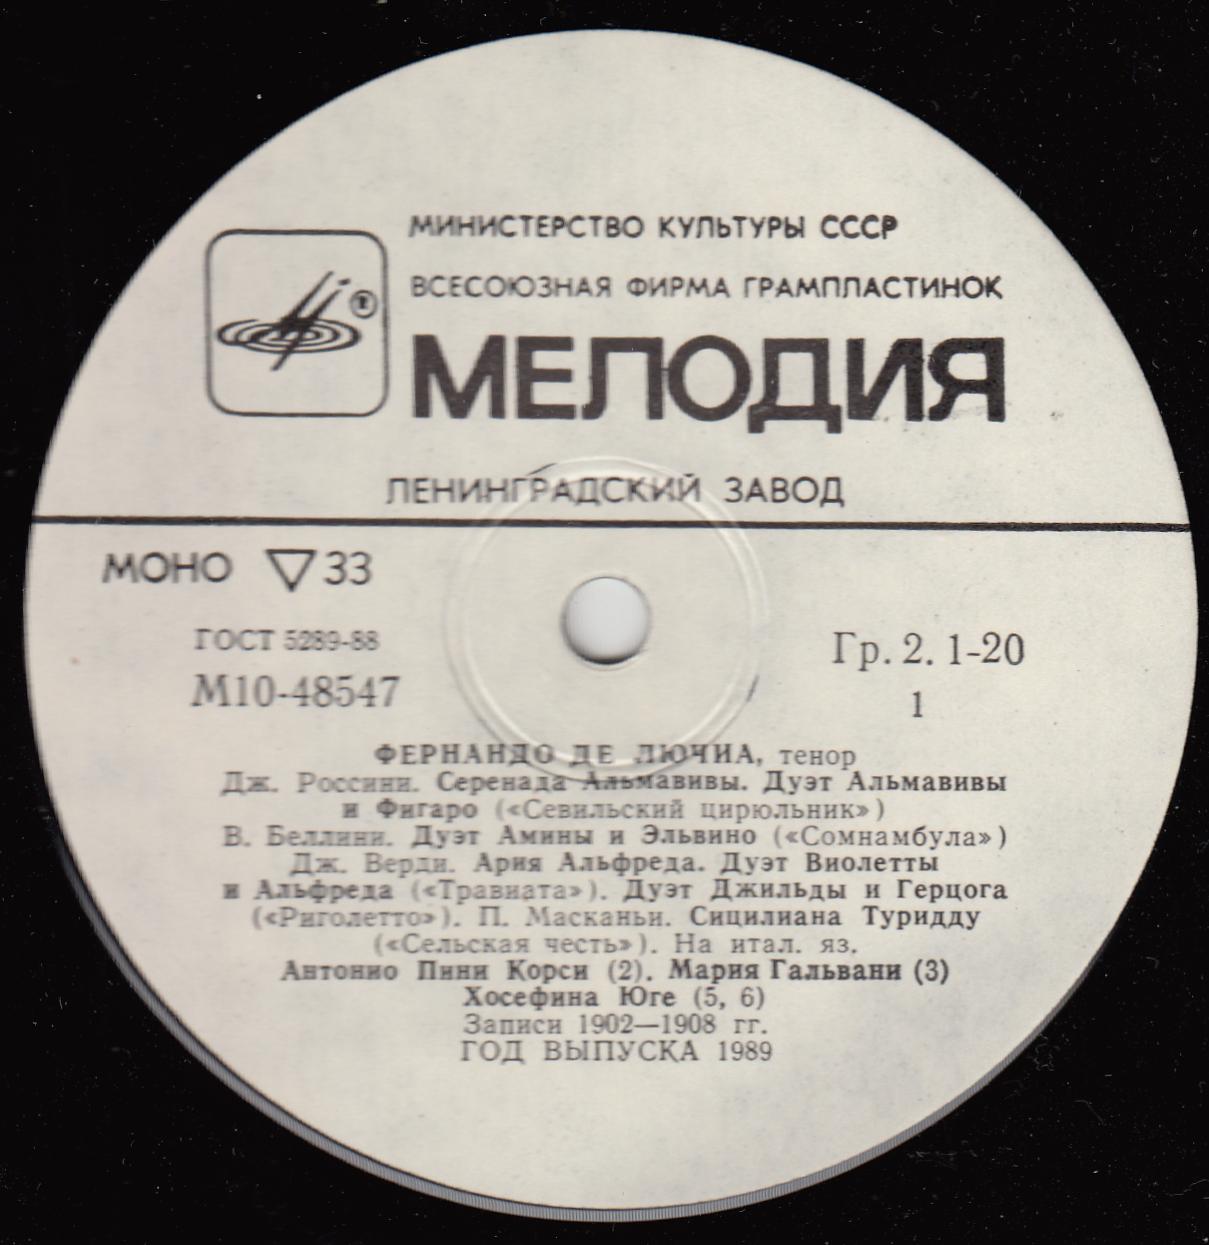 МИНИСТЕРСТВО КУЛЬТУРЫ СССР
ВСЕСОЮЗНАЯ ФИРМА ГРАМПЛАСТИНОК
®
МЕЛОДИЯ
ЛЕНИНГРАДСКИЙ ЗАВОД
МОНО ▽ 33
ГОСТ 5289-88
М10-48547
Гр. 2. 1-20
1
ФЕРНАНДО ДЕ ЛЮЧИА, тенор
Дж. Россини. Серенада Альмавивы. Дуэт Альмавивы
и Фигаро («Севильский цирюльник»)
В. Беллини. Дуэт Амины и Эльвино («Сомнамбула»)
Дж. Верди. Ария Альфреда. Дуэт Виолетты
и Альфреда («Травиата»). Дуэт Джильды и Герцога
(«Риголетто»). П. Масканьи. Сицилиана Туридду
(«Сельская честь»). На итал. яз.
Антонио Пини Корси (2). Мария Гальвани (3)
Хосефина Юге (5, 6)
Записи 1902—1908 гг.
ГОД ВЫПУСКА 1989